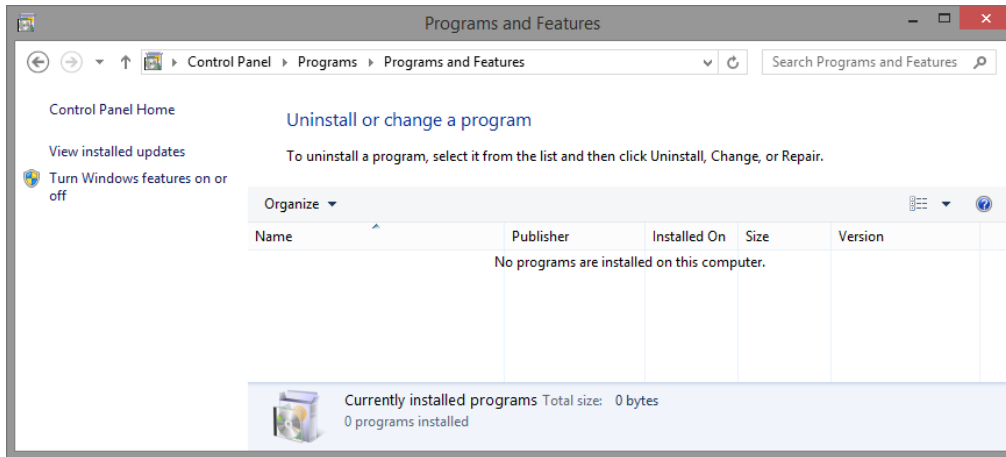 Programs and Features
Control Panel Programs Programs and Features
Search Programs and Features
Control Panel Home
View installed updates
Turn Windows features on or
off
Uninstall or change a program
To uninstall a program, select it from the list and then click Uninstall, Change, or Repair.
Organize
Name Publisher Installed On Size Version
No programs are installed on this computer.
Currently installed programs Total size: 0 bytes
0 programs installed